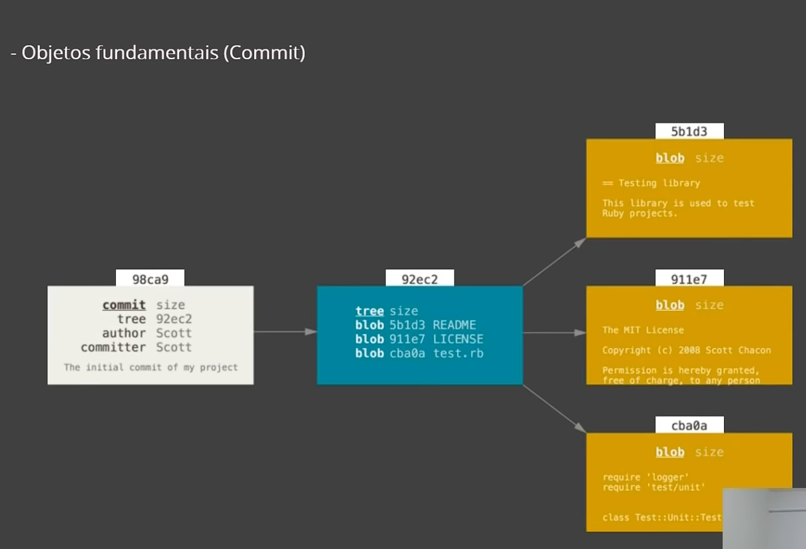 - Objetos fundamentais (Commit)
98ca9
commit size
tree 92ec2
author Scott
committer Scott
The initial commit of my project
92ec2
tree size
blob 5b1d3 README
blob 911e7 LICENSE
blob cba0a test.rb
5b1d3
blob size
== Testing library
This library is used to test
Ruby projects.
911e7
blob size
The MIT License
Copyright (c) 2008 Scott Chacon
Permission is hereby granted,
free of charge, to any person
cba0a
blob size
require 'logger'
require 'test/unit'
class Test::Unit::Test